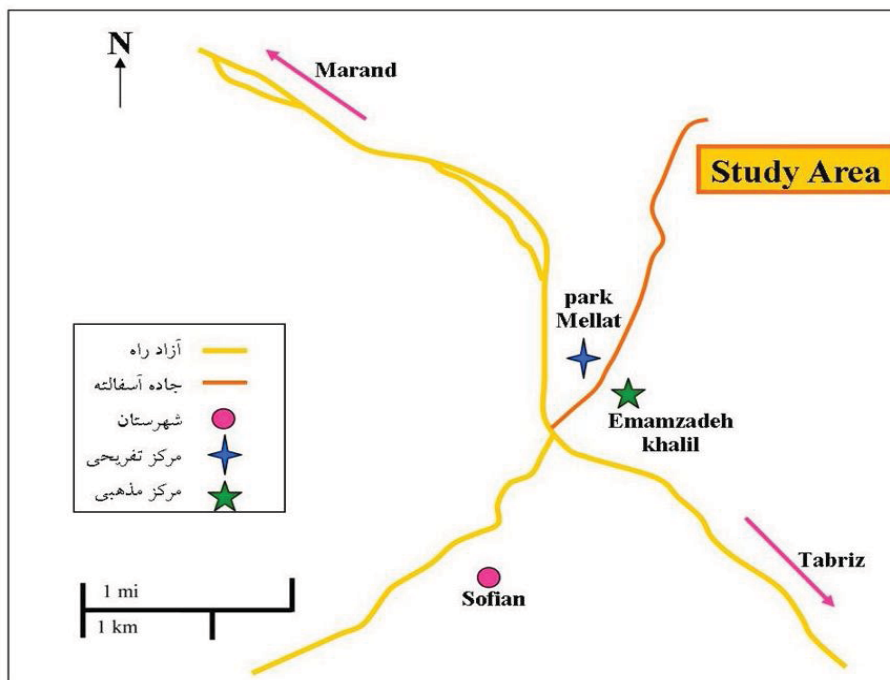 N
Marand
Study Area
park
Mellat
Emamzadeh
khalil
آزاد راه
جاده آسفالته
شهرستان
مرکز تفریحی
مرکز مذهبی
1 mi
1 km
Sofian
Tabriz